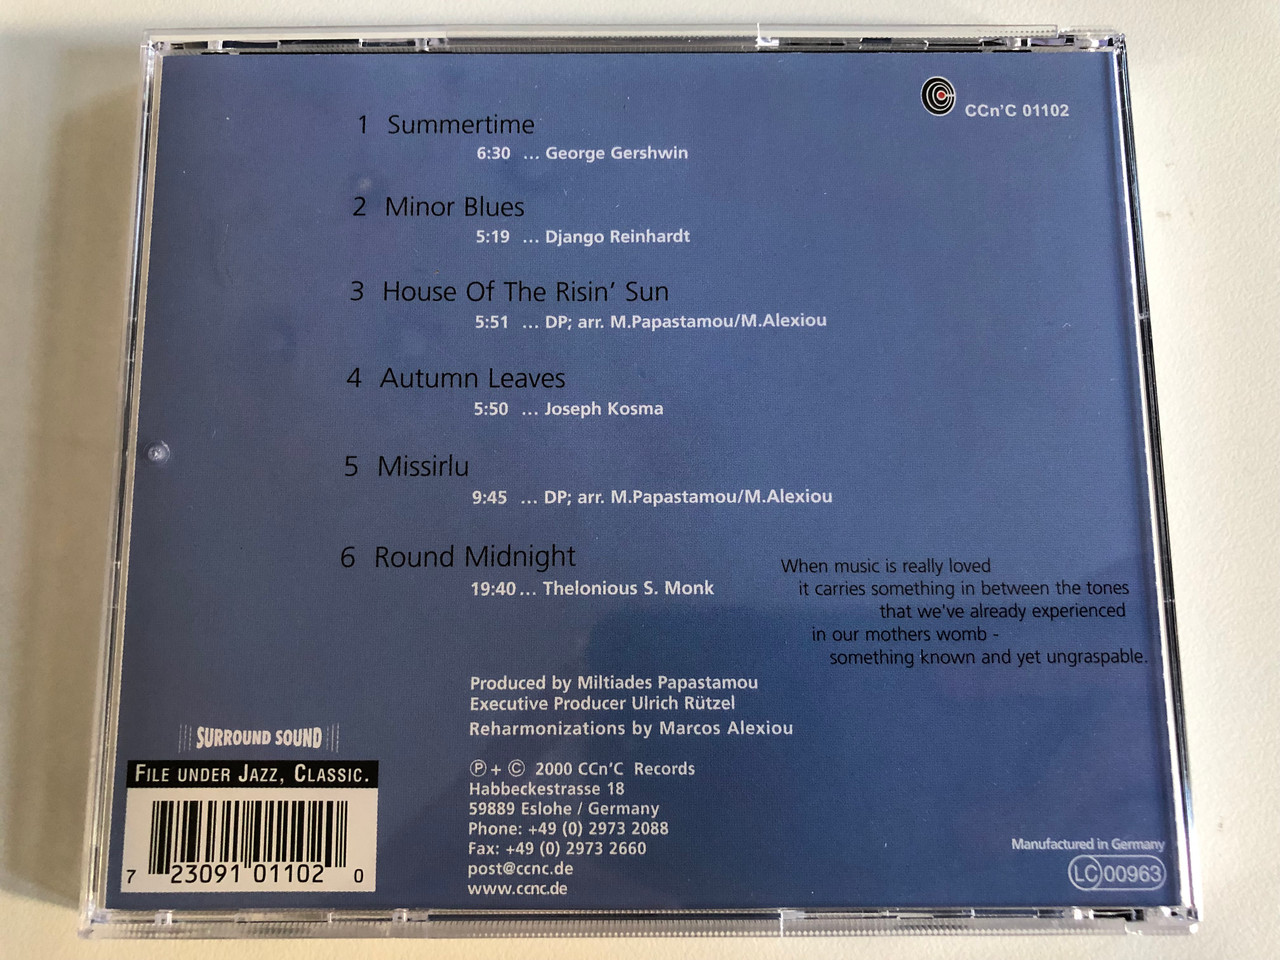 CCn'C 01102
1 Summertime
6:30 ... George Gershwin
2 Minor Blues
5:19 ... Django Reinhardt
3 House Of The Risin' Sun
5:51 ... DP; arr. M.Papastamou/M.Alexiou
4 Autumn Leaves
5:50 ... Joseph Kosma
5 Missirlu
9:45 ... DP; arr. M.Papastamou/M.Alexiou
6 Round Midnight
19:40 ... Thelonious S. Monk
When music is really loved
it carries something in between the tones
that we've already experienced
in our mothers womb -
something known and yet ungraspable.
Produced by Miltiades Papastamou
Executive Producer Ulrich Rützel
Reharmonizations by Marcos Alexiou
SURROUND SOUND
FILE UNDER JAZZ, CLASSIC.
7 23091 01102 0
℗ + © 2000 CCn'C Records
Habbeckestrasse 18
59889 Eslohe / Germany
Phone: +49 (0) 2973 2088
Fax: +49 (0) 2973 2660
post@ccnc.de
www.ccnc.de
Manufactured in Germany
LC 00963